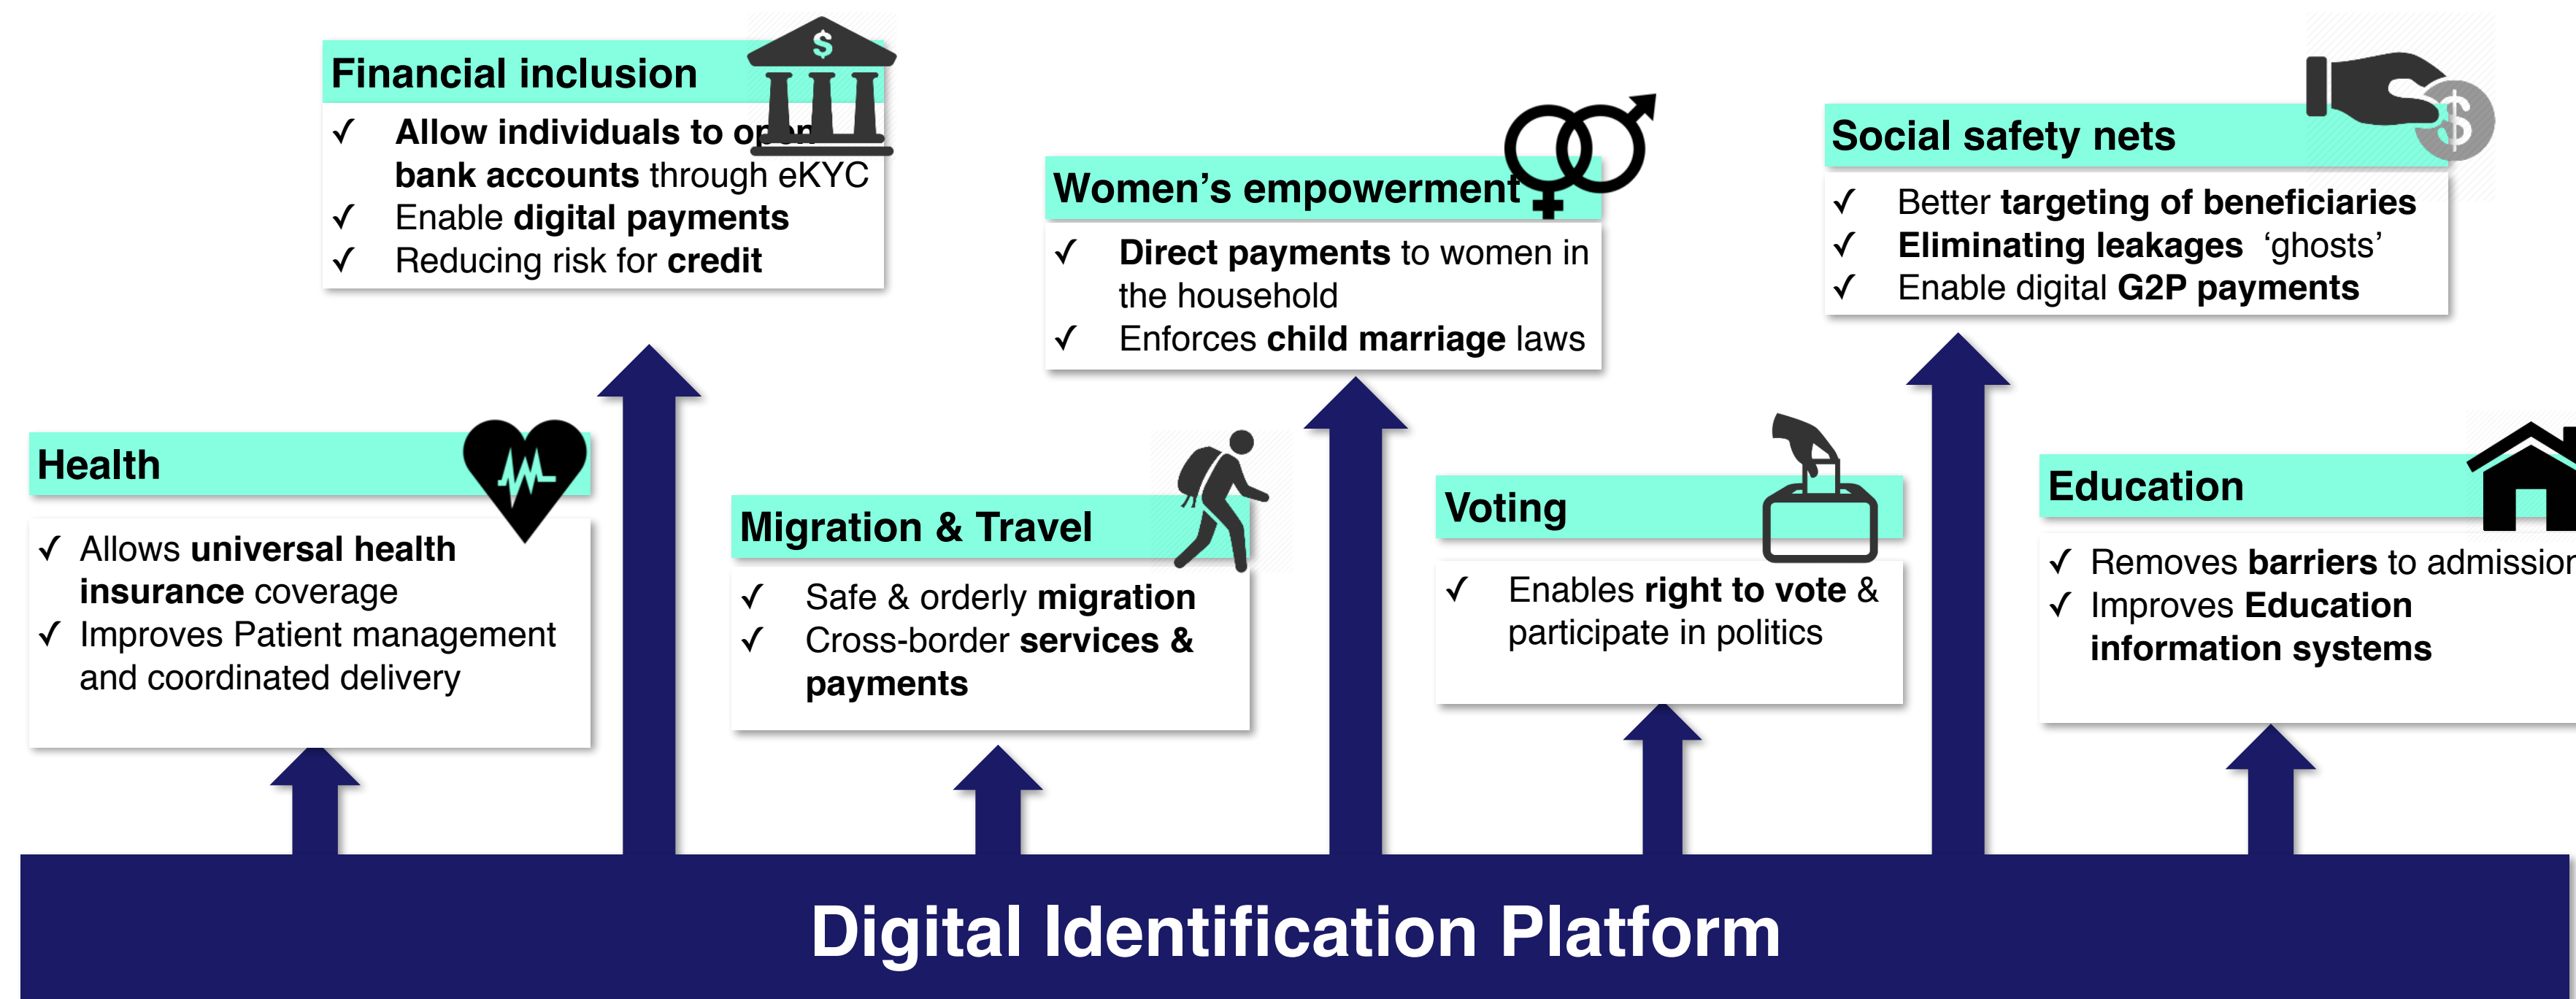 Financial inclusion
✓ Allow individuals to open
bank accounts through eKYC
✓ Enable digital payments
✓ Reducing risk for credit
Women’s empowerment
✓ Direct payments to women in
the household
✓ Enforces child marriage laws
Social safety nets
✓ Better targeting of beneficiaries
✓ Eliminating leakages ‘ghosts’
✓ Enable digital G2P payments
Health
✓ Allows universal health
insurance coverage
✓ Improves Patient management
and coordinated delivery
Migration & Travel
✓ Safe & orderly migration
✓ Cross-border services &
payments
Voting
✓ Enables right to vote &
participate in politics
Education
✓ Removes barriers to admission
✓ Improves Education
information systems
Digital Identification Platform